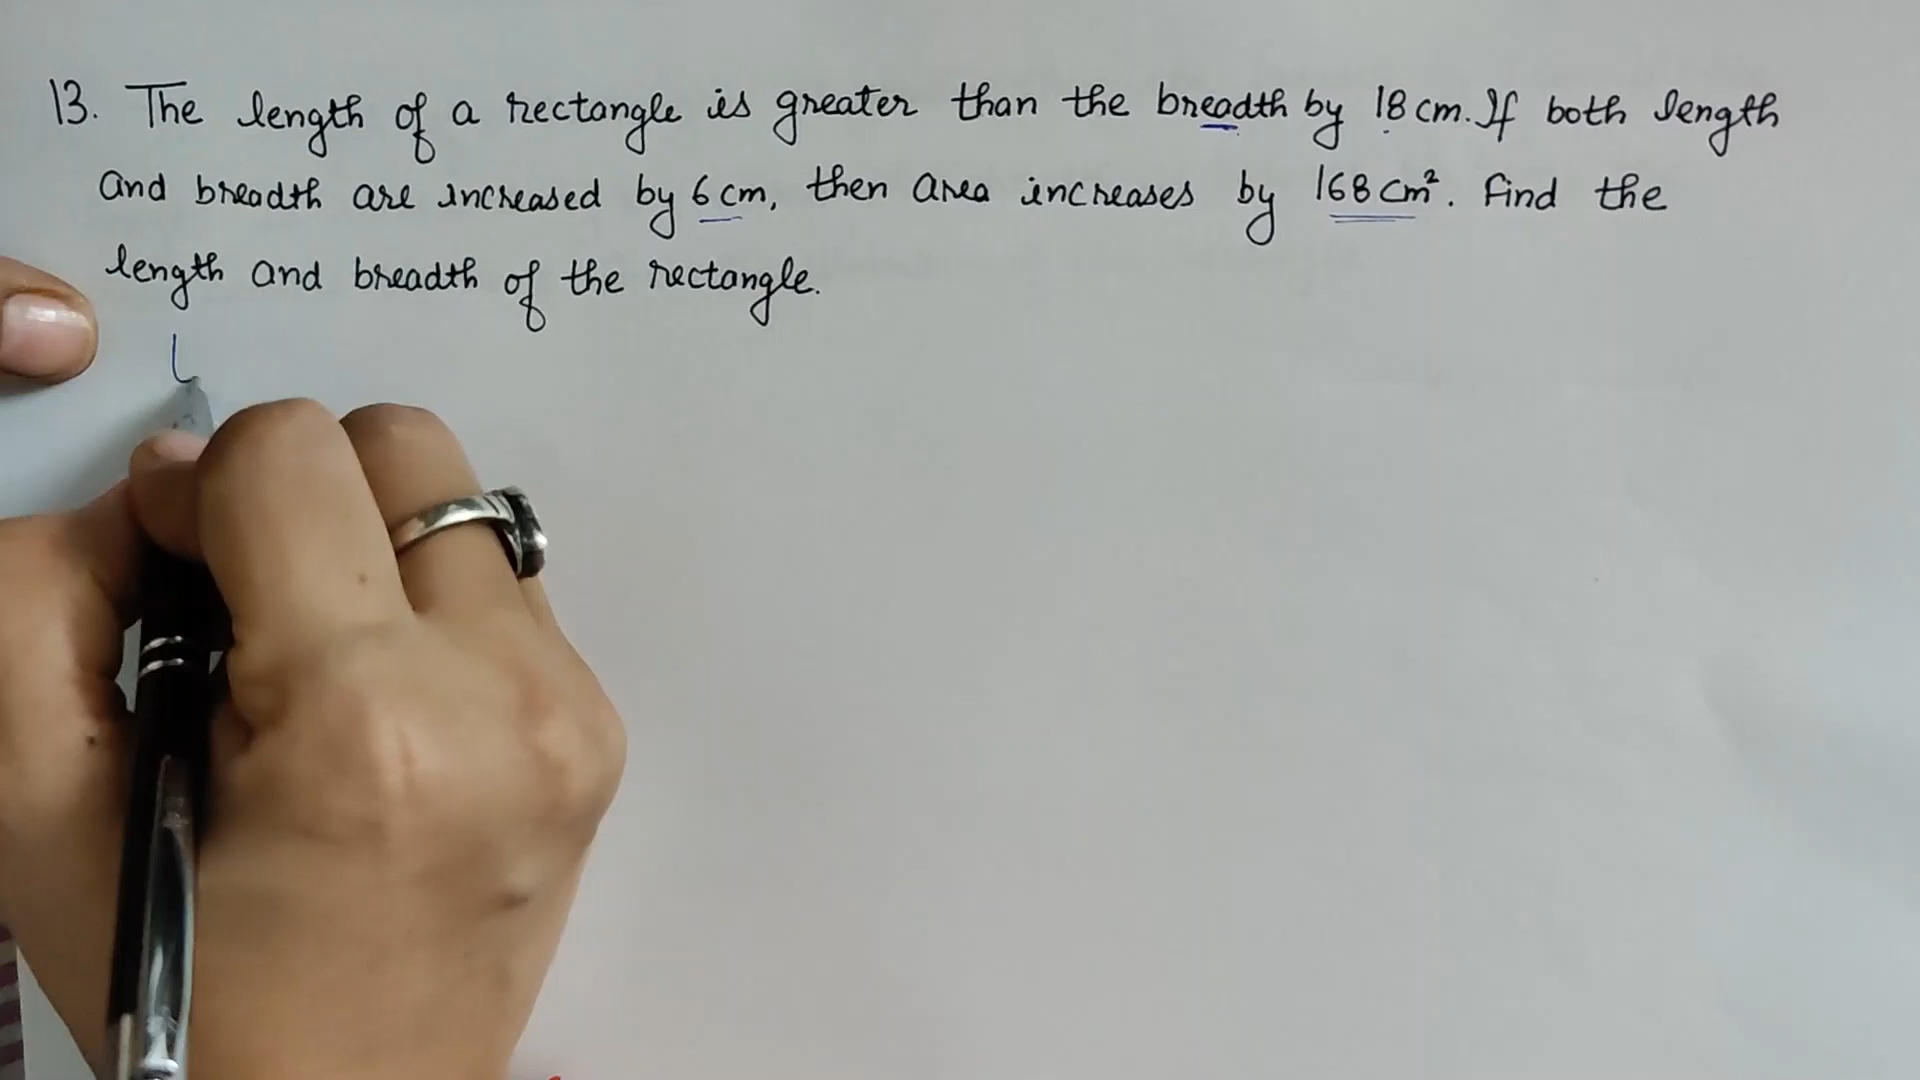 13. The length of a rectangle is greater than the breadth by 18 cm. If both length
and breadth are increased by 6 cm, then area increases by 168 cm². Find the
length and breadth of the rectangle.
L